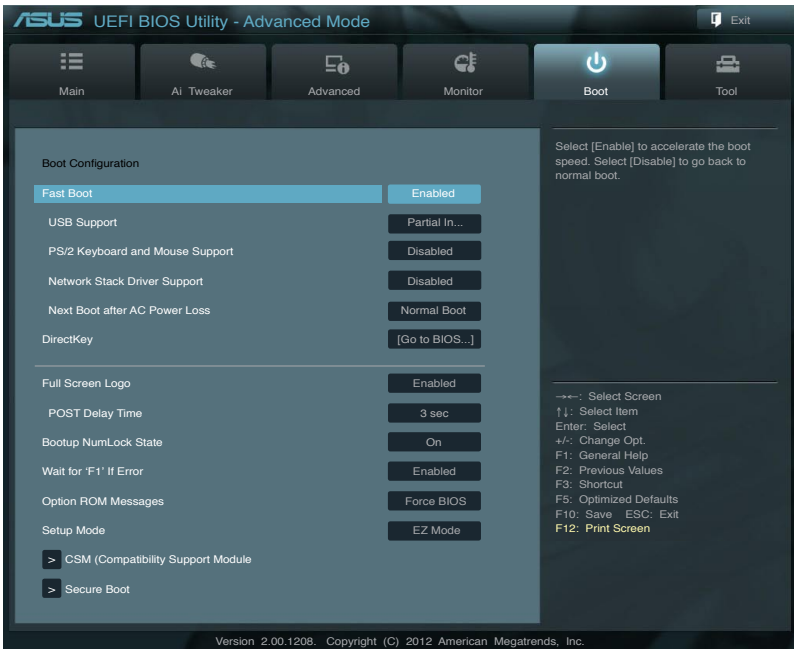 ASUS UEFI BIOS Utility - Advanced Mode
Exit
Main
Ai Tweaker
Advanced
Monitor
Boot
Tool
Boot Configuration
Fast Boot Enabled
USB Support Partial In...
PS/2 Keyboard and Mouse Support Disabled
Network Stack Driver Support Disabled
Next Boot after AC Power Loss Normal Boot
DirectKey [Go to BIOS...]
Full Screen Logo Enabled
POST Delay Time 3 sec
Bootup NumLock State On
Wait for ‘F1’ If Error Enabled
Option ROM Messages Force BIOS
Setup Mode EZ Mode
> CSM (Compatibility Support Module
> Secure Boot
Select [Enable] to accelerate the boot
speed. Select [Disable] to go back to
normal boot.
→←: Select Screen
↑↓: Select Item
Enter: Select
+/-: Change Opt.
F1: General Help
F2: Previous Values
F3: Shortcut
F5: Optimized Defaults
F10: Save ESC: Exit
F12: Print Screen
Version 2.00.1208. Copyright (C) 2012 American Megatrends, Inc.